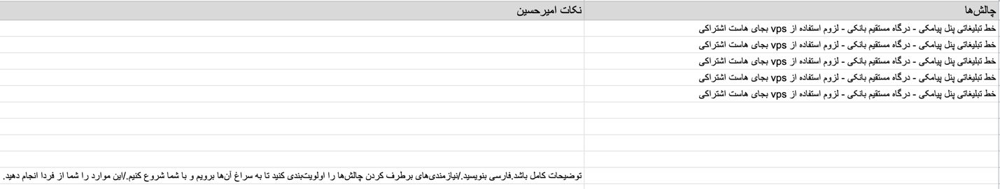 چالش‌ها
نکات امیرحسین
خط تبلیغاتی پنل پیامکی - درگاه مستقیم بانکی - لزوم استفاده از vps بجای هاست اشتراکی
خط تبلیغاتی پنل پیامکی - درگاه مستقیم بانکی - لزوم استفاده از vps بجای هاست اشتراکی
خط تبلیغاتی پنل پیامکی - درگاه مستقیم بانکی - لزوم استفاده از vps بجای هاست اشتراکی
خط تبلیغاتی پنل پیامکی - درگاه مستقیم بانکی - لزوم استفاده از vps بجای هاست اشتراکی
خط تبلیغاتی پنل پیامکی - درگاه مستقیم بانکی - لزوم استفاده از vps بجای هاست اشتراکی
توضیحات کامل باشد.فارسی بنویسید./نیازمندی‌های برطرف کردن چالش‌ها را اولویت‌بندی کنید تا به سراغ آن‌ها برویم و با شما شروع کنیم./این موارد را شما از فردا انجام دهید.